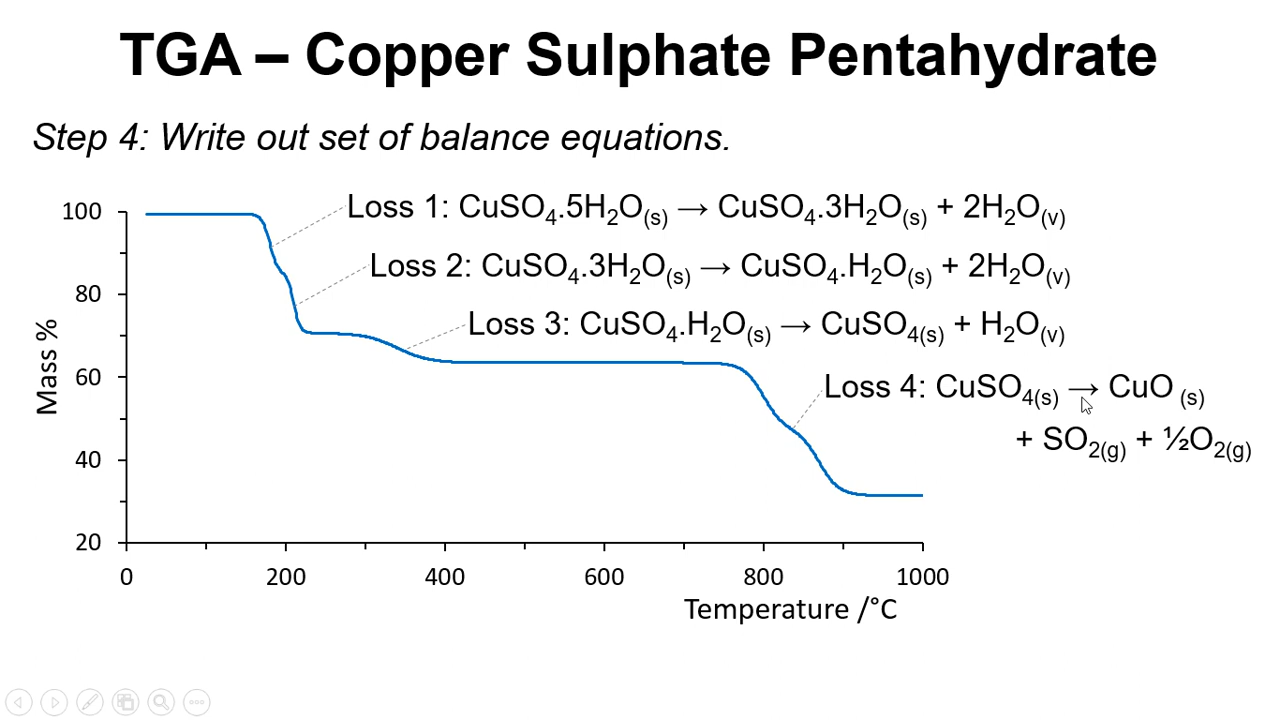 TGA – Copper Sulphate Pentahydrate
Step 4: Write out set of balance equations.
Loss 1: CuSO₄.5H₂O(s) → CuSO₄.3H₂O(s) + 2H₂O(v)
Loss 2: CuSO₄.3H₂O(s) → CuSO₄.H₂O(s) + 2H₂O(v)
Loss 3: CuSO₄.H₂O(s) → CuSO₄(s) + H₂O(v)
Loss 4: CuSO₄(s) → CuO (s)
+ SO₂(g) + ½O₂(g)
Mass %
100
80
60
40
20
0 200 400 600 800 1000
Temperature /°C